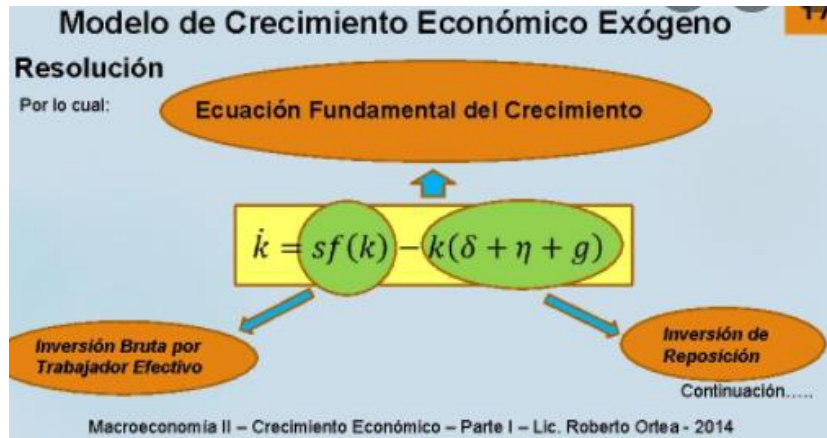 Modelo de Crecimiento Económico Exógeno
Resolución
Por lo cual:
Ecuación Fundamental del Crecimiento
k̇ = sf(k) − k(δ + η + g)
Inversión Bruta por
Trabajador Efectivo
Inversión de
Reposición
Continuación.....
Macroeconomía II – Crecimiento Económico – Parte I – Lic. Roberto Ortea - 2014